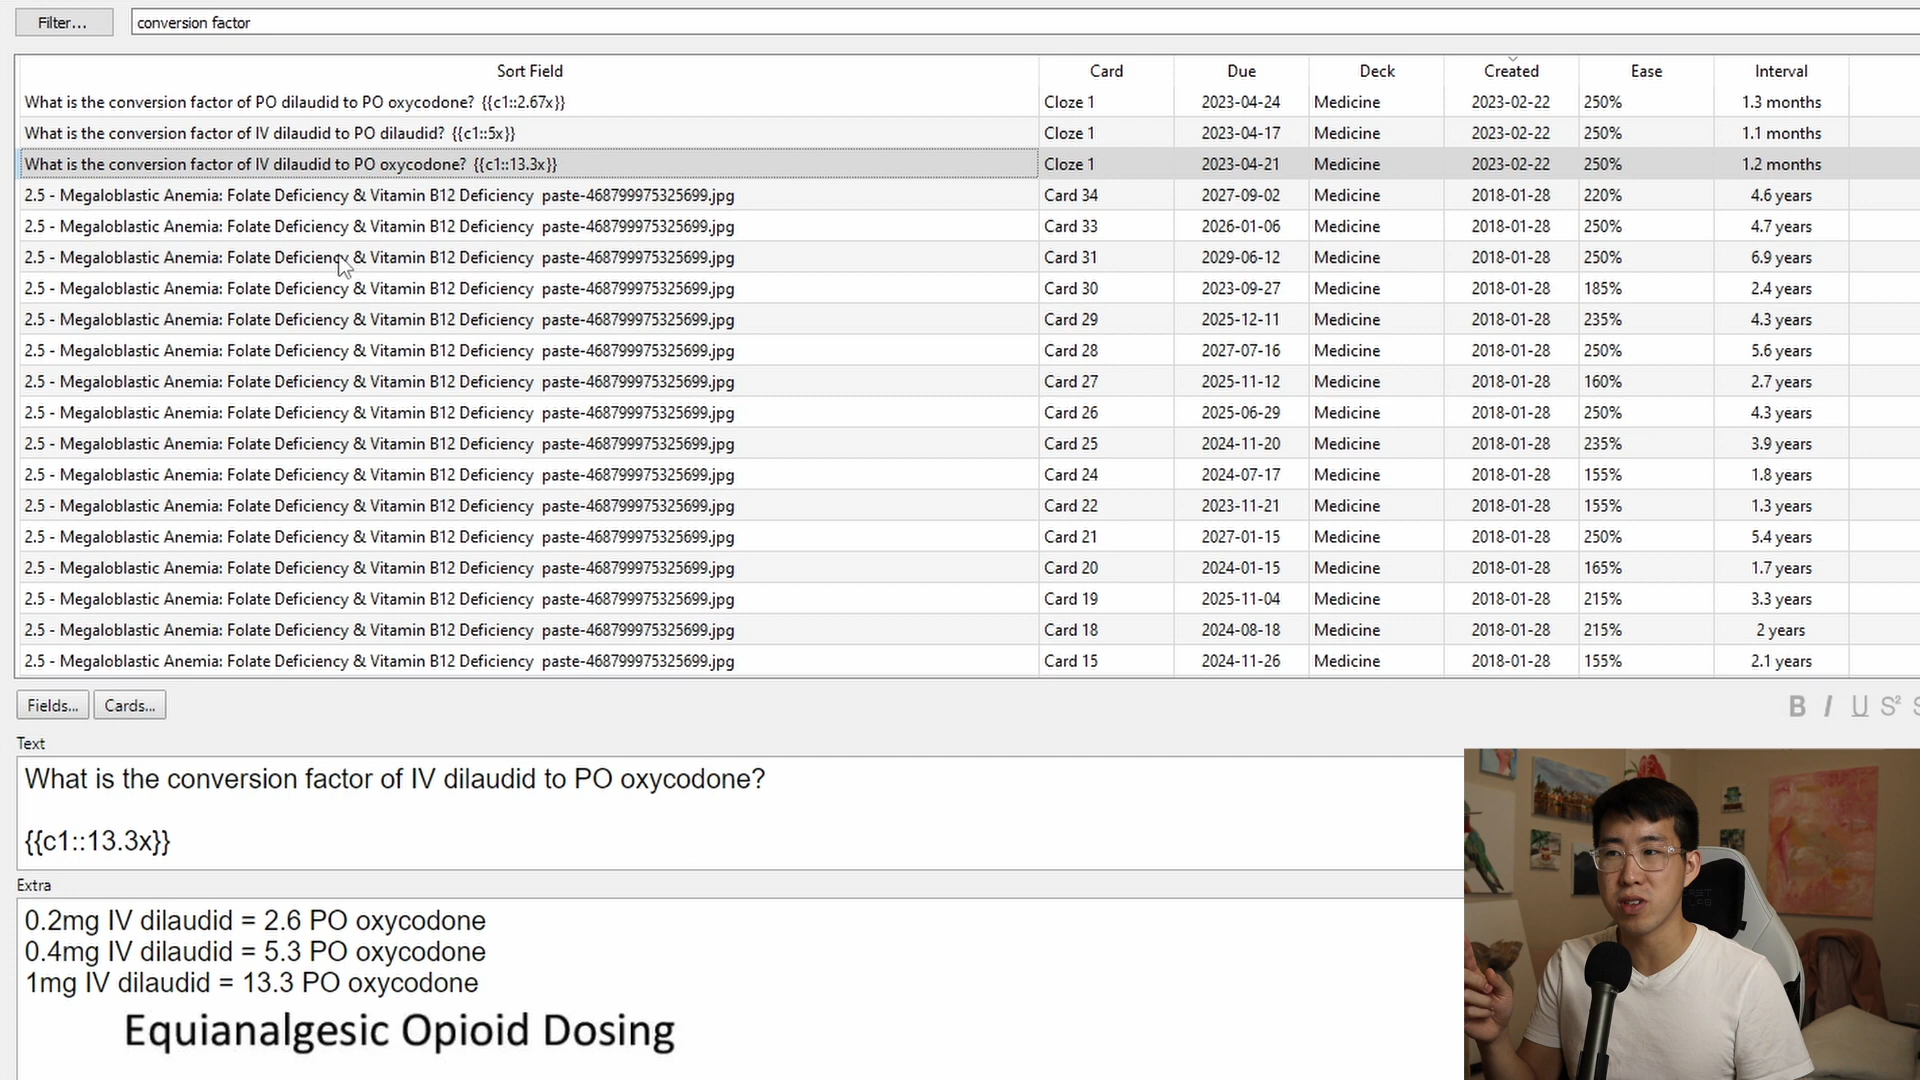 Filter...
conversion factor
Sort Field Card Due Deck Created Ease Interval
What is the conversion factor of PO dilaudid to PO oxycodone? {{c1::2.67x}} Cloze 1 2023-04-24 Medicine 2023-02-22 250% 1.3 months
What is the conversion factor of IV dilaudid to PO dilaudid? {{c1::5x}} Cloze 1 2023-04-17 Medicine 2023-02-22 250% 1.1 months
What is the conversion factor of IV dilaudid to PO oxycodone? {{c1::13.3x}} Cloze 1 2023-04-21 Medicine 2023-02-22 250% 1.2 months
2.5 - Megaloblastic Anemia: Folate Deficiency & Vitamin B12 Deficiency paste-468799975325699.jpg Card 34 2027-09-02 Medicine 2018-01-28 220% 4.6 years
2.5 - Megaloblastic Anemia: Folate Deficiency & Vitamin B12 Deficiency paste-468799975325699.jpg Card 33 2026-01-06 Medicine 2018-01-28 250% 4.7 years
2.5 - Megaloblastic Anemia: Folate Deficiency & Vitamin B12 Deficiency paste-468799975325699.jpg Card 31 2029-06-12 Medicine 2018-01-28 250% 6.9 years
2.5 - Megaloblastic Anemia: Folate Deficiency & Vitamin B12 Deficiency paste-468799975325699.jpg Card 30 2023-09-27 Medicine 2018-01-28 185% 2.4 years
2.5 - Megaloblastic Anemia: Folate Deficiency & Vitamin B12 Deficiency paste-468799975325699.jpg Card 29 2025-12-11 Medicine 2018-01-28 235% 4.3 years
2.5 - Megaloblastic Anemia: Folate Deficiency & Vitamin B12 Deficiency paste-468799975325699.jpg Card 28 2027-07-16 Medicine 2018-01-28 250% 5.6 years
2.5 - Megaloblastic Anemia: Folate Deficiency & Vitamin B12 Deficiency paste-468799975325699.jpg Card 27 2025-11-12 Medicine 2018-01-28 160% 2.7 years
2.5 - Megaloblastic Anemia: Folate Deficiency & Vitamin B12 Deficiency paste-468799975325699.jpg Card 26 2025-06-29 Medicine 2018-01-28 250% 4.3 years
2.5 - Megaloblastic Anemia: Folate Deficiency & Vitamin B12 Deficiency paste-468799975325699.jpg Card 25 2024-11-20 Medicine 2018-01-28 235% 3.9 years
2.5 - Megaloblastic Anemia: Folate Deficiency & Vitamin B12 Deficiency paste-468799975325699.jpg Card 24 2024-07-17 Medicine 2018-01-28 155% 1.8 years
2.5 - Megaloblastic Anemia: Folate Deficiency & Vitamin B12 Deficiency paste-468799975325699.jpg Card 22 2023-11-21 Medicine 2018-01-28 155% 1.3 years
2.5 - Megaloblastic Anemia: Folate Deficiency & Vitamin B12 Deficiency paste-468799975325699.jpg Card 21 2027-01-15 Medicine 2018-01-28 250% 5.4 years
2.5 - Megaloblastic Anemia: Folate Deficiency & Vitamin B12 Deficiency paste-468799975325699.jpg Card 20 2024-01-15 Medicine 2018-01-28 165% 1.7 years
2.5 - Megaloblastic Anemia: Folate Deficiency & Vitamin B12 Deficiency paste-468799975325699.jpg Card 19 2025-11-04 Medicine 2018-01-28 215% 3.3 years
2.5 - Megaloblastic Anemia: Folate Deficiency & Vitamin B12 Deficiency paste-468799975325699.jpg Card 18 2024-08-18 Medicine 2018-01-28 215% 2 years
2.5 - Megaloblastic Anemia: Folate Deficiency & Vitamin B12 Deficiency paste-468799975325699.jpg Card 15 2024-11-26 Medicine 2018-01-28 155% 2.1 years
Fields... Cards... B I U S²
Text
What is the conversion factor of IV dilaudid to PO oxycodone?
{{c1::13.3x}}
Extra
0.2mg IV dilaudid = 2.6 PO oxycodone
0.4mg IV dilaudid = 5.3 PO oxycodone
1mg IV dilaudid = 13.3 PO oxycodone
Equianalgesic Opioid Dosing